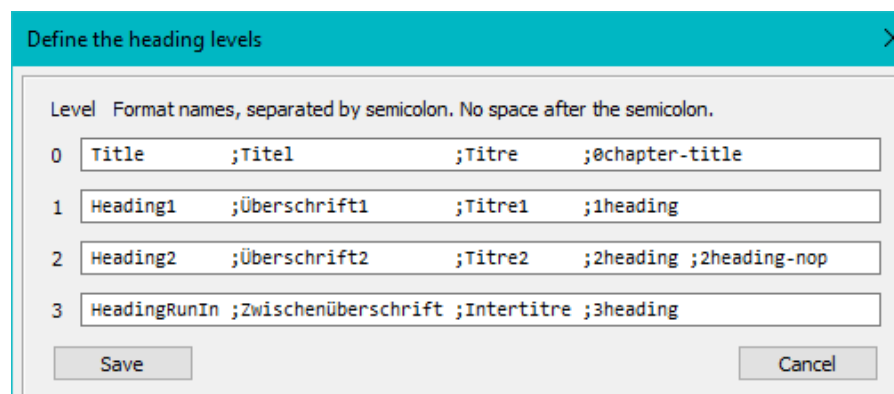 Define the heading levels
Level Format names, separated by semicolon. No space after the semicolon.
0 Title ;Titel ;Titre ;0chapter-title
1 Heading1 ;Überschrift1 ;Titre1 ;1heading
2 Heading2 ;Überschrift2 ;Titre2 ;2heading ;2heading-nop
3 HeadingRunIn ;Zwischenüberschrift ;Intertitre ;3heading
Save Cancel